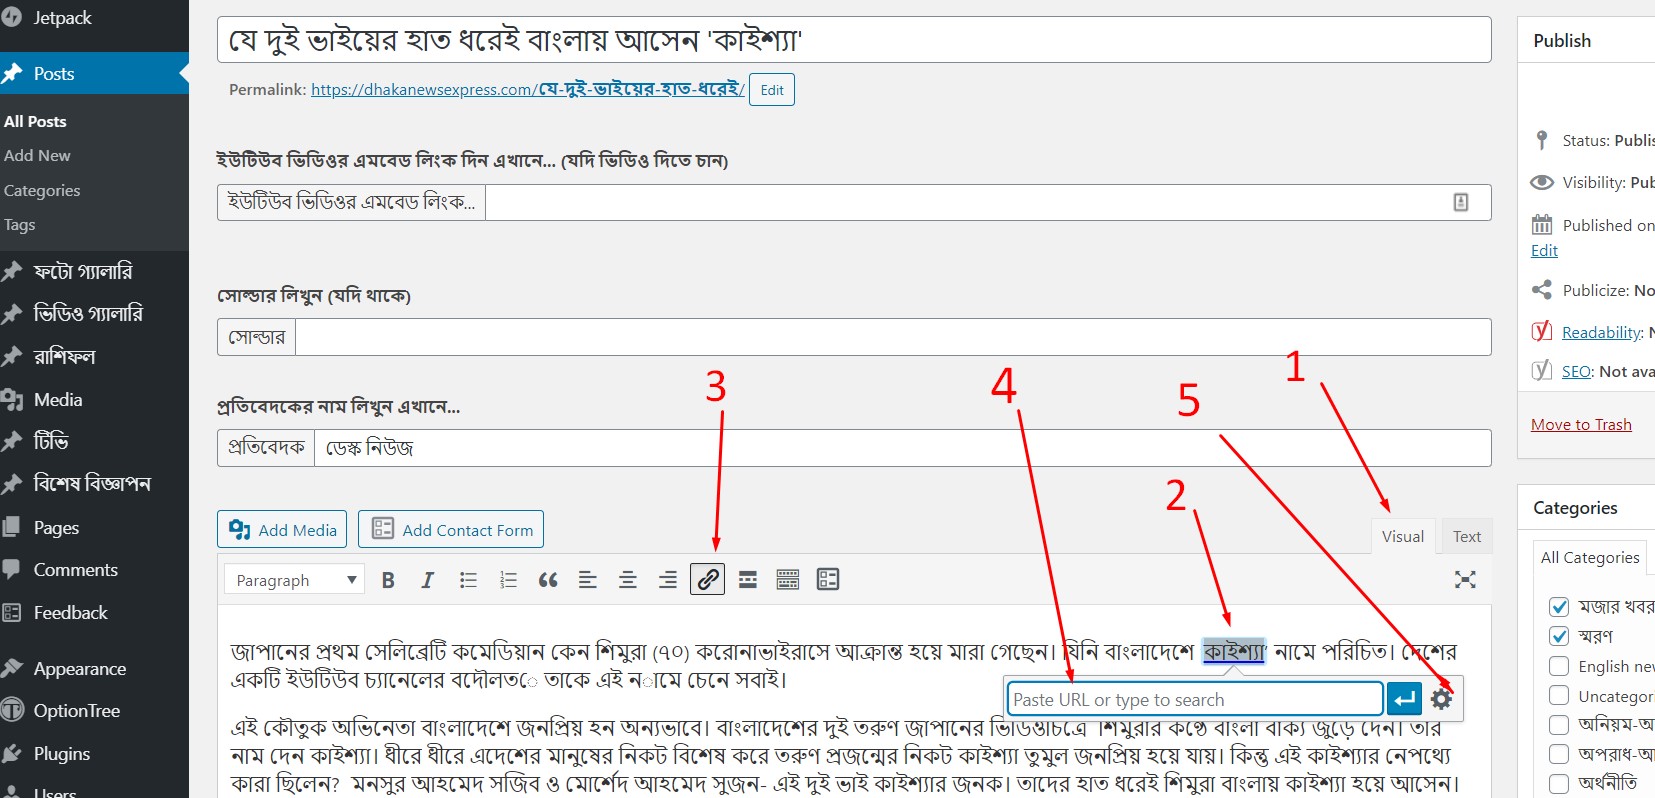 Jetpack
Posts
All Posts
Add New
Categories
Tags
ফটো গ্যালারি
ভিডিও গ্যালারি
রাশিফল
Media
টিভি
বিশেষ বিজ্ঞাপন
Pages
Comments
Feedback
Appearance
OptionTree
Plugins
Users
যে দুই ভাইয়ের হাত ধরেই বাংলায় আসেন 'কাইশ্যা'
Permalink: https://dhakanewsexpress.com/যে-দুই-ভাইয়ের-হাত-ধরেই/ Edit
ইউটিউব ভিডিওর এমবেড লিংক দিন এখানে... (যদি ভিডিও দিতে চান)
ইউটিউব ভিডিওর এমবেড লিংক...
সোল্ডার লিখুন (যদি থাকে)
সোল্ডার
প্রতিবেদকের নাম লিখুন এখানে...
প্রতিবেদক ডেস্ক নিউজ
3
4
5
1
2
Add Media Add Contact Form
Visual Text
Paragraph
জাপানের প্রথম সেলিব্রেটি কমেডিয়ান কেন শিমুরা (৭০) করোনাভাইরাসে আক্রান্ত হয়ে মারা গেছেন। যিনি বাংলাদেশে 'কাইশ্যা' নামে পরিচিত। দেশের
একটি ইউটিউব চ্যানেলের বদৌলতে তাকে এই নামে চেনে সবাই।
Paste URL or type to search
এই কৌতুক অভিনেতা বাংলাদেশে জনপ্রিয় হন অন্যভাবে। বাংলাদেশের দুই তরুণ জাপানের ভিডিওচিত্রে শিমুরার কণ্ঠে বাংলা বাক্য জুড়ে দেন। তার
নাম দেন কাইশ্যা। ধীরে ধীরে এদেশের মানুষের নিকট বিশেষ করে তরুণ প্রজন্মের নিকট কাইশ্যা তুমুল জনপ্রিয় হয়ে যায়। কিন্তু এই কাইশ্যার নেপথ্যে
কারা ছিলেন? মনসুর আহমেদ সজিব ও মোর্শেদ আহমেদ সুজন- এই দুই ভাই কাইশ্যার জনক। তাদের হাত ধরেই শিমুরা বাংলায় কাইশ্যা হয়ে আসেন।
Publish
Status: Publis
Visibility: Pub
Published on
Edit
Publicize: No
Readability: N
SEO: Not ava
Move to Trash
Categories
All Categories
মজার খবর
স্মরণ
English new
Uncategori
অনিয়ম-অ
অপরাধ-আ
অর্থনীতি